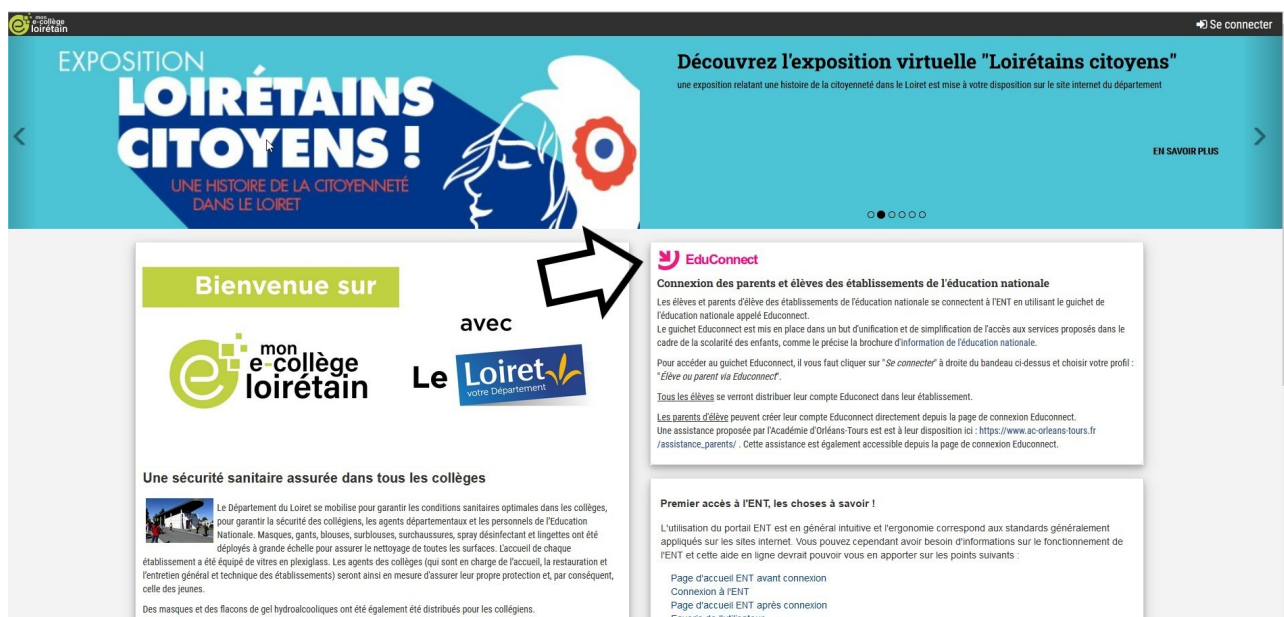 mon
e-collège
loirétain
Se connecter
EXPOSITION
LOIRÉTAINS
CITOYENS !
UNE HISTOIRE DE LA CITOYENNETÉ
DANS LE LOIRET
Découvrez l'exposition virtuelle "Loirétains citoyens"
une exposition relatant une histoire de la citoyenneté dans le Loiret est mise à votre disposition sur le site internet du département
EN SAVOIR PLUS
Bienvenue sur
mon
e-collège
loirétain
avec
Le Loiret
votre Département
Une sécurité sanitaire assurée dans tous les collèges
Le Département du Loiret se mobilise pour garantir les conditions sanitaires optimales dans les collèges,
pour garantir la sécurité des collégiens, les agents départementaux et les personnels de l'Education
Nationale. Masques, gants, blouses, surblouses, surchaussures, spray désinfectant et lingettes ont été
déployés à grande échelle pour assurer le nettoyage de toutes les surfaces. L'accueil de chaque
établissement a été équipé de vitres en plexiglass. Les agents des collèges (qui sont en charge de l'accueil, la restauration et
l'entretien général et technique des établissements) seront ainsi en mesure d'assurer leur propre protection et, par conséquent,
celle des jeunes.
Des masques et des flacons de gel hydroalcooliques ont été également été distribués pour les collégiens.
EduConnect
Connexion des parents et élèves des établissements de l'éducation nationale
Les élèves et parents d'élève des établissements de l'éducation nationale se connectent à l'ENT en utilisant le guichet de
l'éducation nationale appelé Educonnect.
Le guichet Educonnect est mis en place dans un but d'unification et de simplification de l'accès aux services proposés dans le
cadre de la scolarité des enfants, comme le précise la brochure d'information de l'éducation nationale.
Pour accéder au guichet Educonnect, il vous faut cliquer sur "Se connecter" à droite du bandeau ci-dessus et choisir votre profil :
"Élève ou parent via Educonnect".
Tous les élèves se verront distribuer leur compte Educonect dans leur établissement.
Les parents d'élève peuvent créer leur compte Educonnect directement depuis la page de connexion Educonnect.
Une assistance proposée par l'Académie d'Orléans-Tours est est à leur disposition ici : https://www.ac-orleans-tours.fr
/assistance_parents/ . Cette assistance est également accessible depuis la page de connexion Educonnect.
Premier accès à l'ENT, les choses à savoir !
L'utilisation du portail ENT est en général intuitive et l'ergonomie correspond aux standards généralement
appliqués sur les sites internet. Vous pouvez cependant avoir besoin d'informations sur le fonctionnement de
l'ENT et cette aide en ligne devrait pouvoir vous en apporter sur les points suivants :
Page d'accueil ENT avant connexion
Connexion à l'ENT
Page d'accueil ENT après connexion